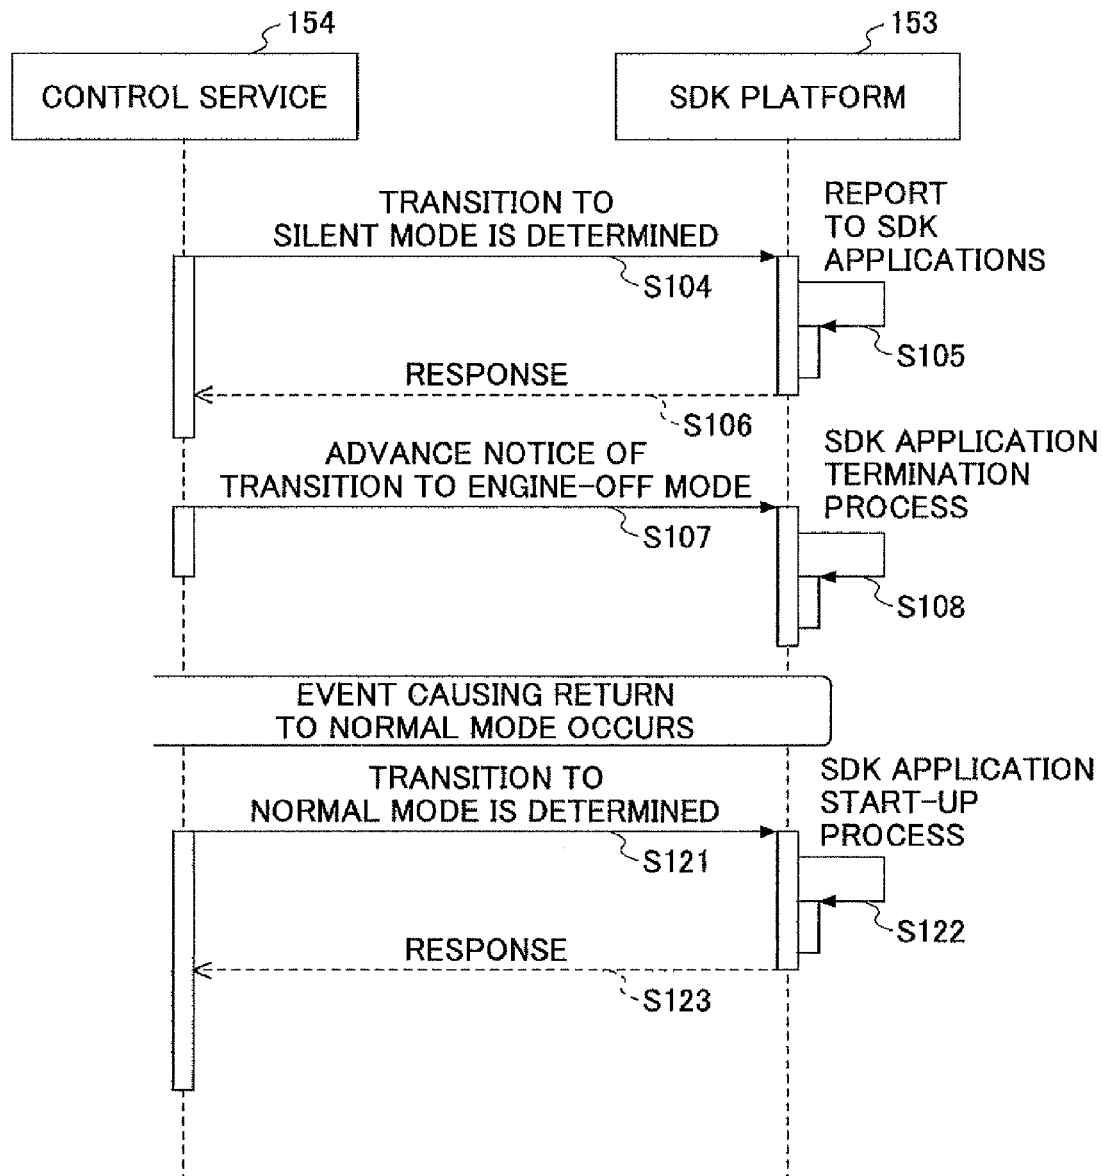 154
153
CONTROL SERVICE
SDK PLATFORM
TRANSITION TO
SILENT MODE IS DETERMINED
REPORT
TO SDK
APPLICATIONS
S104
S105
RESPONSE
S106
ADVANCE NOTICE OF
TRANSITION TO ENGINE-OFF MODE
SDK APPLICATION
TERMINATION
PROCESS
S107
S108
EVENT CAUSING RETURN
TO NORMAL MODE OCCURS
TRANSITION TO
NORMAL MODE IS DETERMINED
SDK APPLICATION
START-UP
PROCESS
S121
S122
RESPONSE
S123